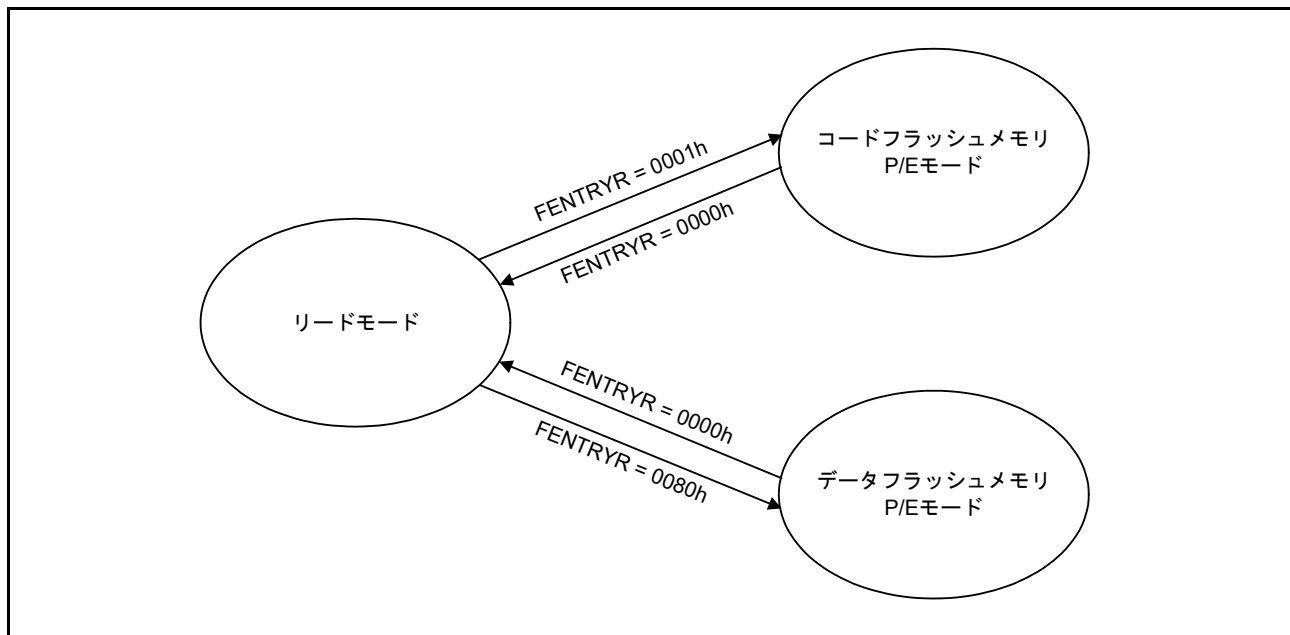 コードフラッシュメモリ
P/Eモード
FENTRYR = 0001h
FENTRYR = 0000h
リードモード
FENTRYR = 0000h
FENTRYR = 0080h
データフラッシュメモリ
P/Eモード